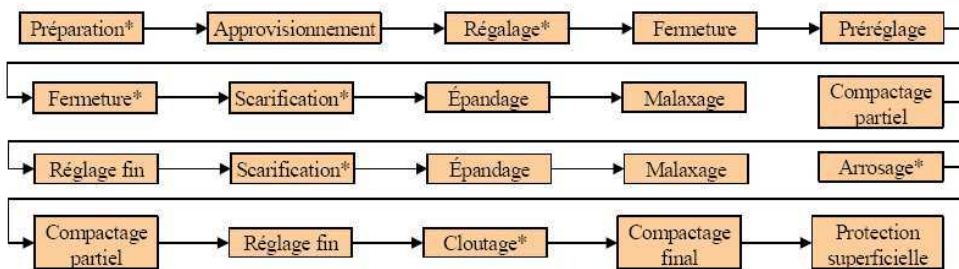 Préparation*
Approvisionnement
Régalage*
Fermeture
Préréglage
Fermeture*
Scarification*
Épandage
Malaxage
Compactage
partiel
Réglage fin
Scarification*
Épandage
Malaxage
Arrosage*
Compactage
partiel
Réglage fin
Cloutage*
Compactage
final
Protection
superficielle